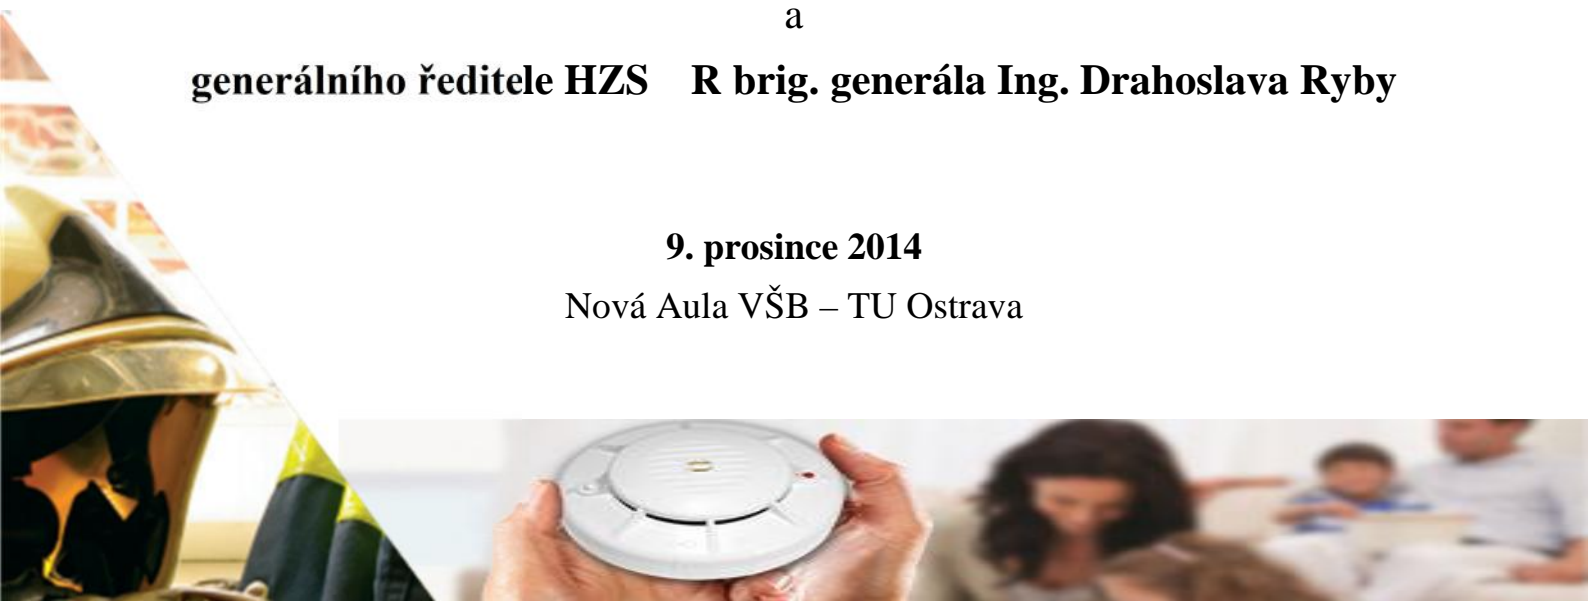 a
generálního ředitele HZS R brig. generála Ing. Drahoslava Ryby
9. prosince 2014
Nová Aula VŠB – TU Ostrava